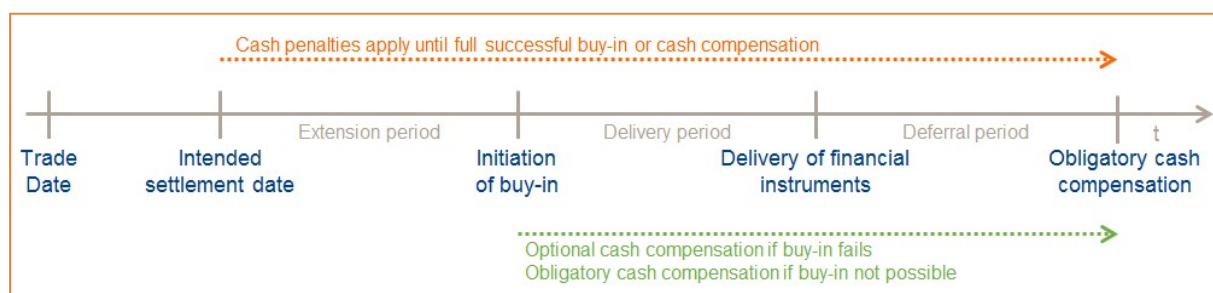 Cash penalties apply until full successful buy-in or cash compensation
Extension period
Delivery period
Deferral period
t
Trade
Date
Intended
settlement date
Initiation
of buy-in
Delivery of financial
instruments
Obligatory cash
compensation
Optional cash compensation if buy-in fails
Obligatory cash compensation if buy-in not possible